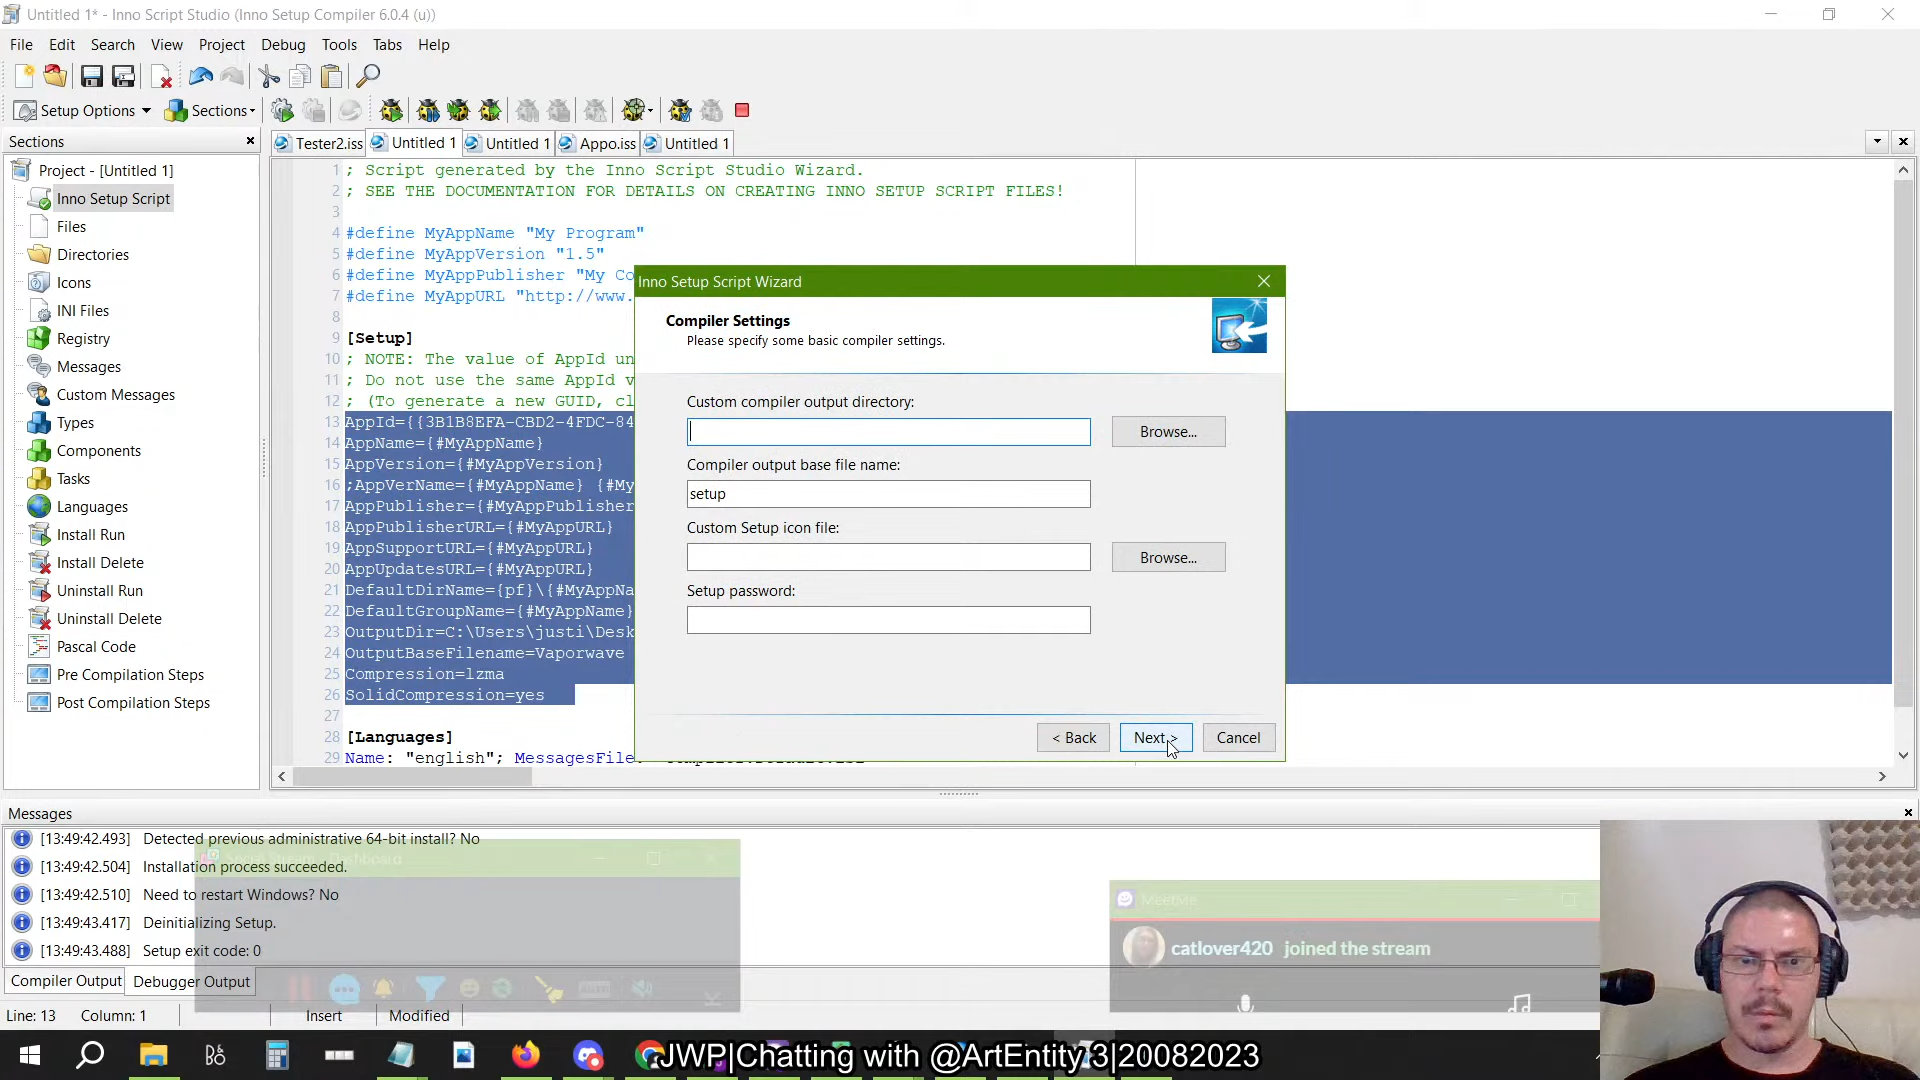 Untitled 1* - Inno Script Studio (Inno Setup Compiler 6.0.4 (u))
File Edit Search View Project Debug Tools Tabs Help
Setup Options Sections
Sections
Tester2.iss Untitled 1 Untitled 1 Appo.iss Untitled 1
Project - [Untitled 1]
Inno Setup Script
Files
Directories
Icons
INI Files
Registry
Messages
Custom Messages
Types
Components
Tasks
Languages
Install Run
Install Delete
Uninstall Run
Uninstall Delete
Pascal Code
Pre Compilation Steps
Post Compilation Steps
1 ; Script generated by the Inno Script Studio Wizard.
2 ; SEE THE DOCUMENTATION FOR DETAILS ON CREATING INNO SETUP SCRIPT FILES!
3
4 #define MyAppName "My Program"
5 #define MyAppVersion "1.5"
6 #define MyAppPublisher "My Co
7 #define MyAppURL "http://www.
8
9 [Setup]
10 ; NOTE: The value of AppId un
11 ; Do not use the same AppId v
12 ; (To generate a new GUID, cl
13 AppId={{3B1B8EFA-CBD2-4FDC-84
14 AppName={#MyAppName}
15 AppVersion={#MyAppVersion}
16 ;AppVerName={#MyAppName} {#My
17 AppPublisher={#MyAppPublisher
18 AppPublisherURL={#MyAppURL}
19 AppSupportURL={#MyAppURL}
20 AppUpdatesURL={#MyAppURL}
21 DefaultDirName={pf}\{#MyAppNa
22 DefaultGroupName={#MyAppName}
23 OutputDir=C:\Users\justi\Desk
24 OutputBaseFilename=Vaporwave
25 Compression=lzma
26 SolidCompression=yes
27
28 [Languages]
29 Name: "english"; MessagesFile:
Inno Setup Script Wizard
Compiler Settings
Please specify some basic compiler settings.
Custom compiler output directory:
Browse...
Compiler output base file name:
setup
Custom Setup icon file:
Browse...
Setup password:
< Back Next > Cancel
Messages
[13:49:42.493] Detected previous administrative 64-bit install? No
[13:49:42.504] Installation process succeeded.
[13:49:42.510] Need to restart Windows? No
[13:49:43.417] Deinitializing Setup.
[13:49:43.488] Setup exit code: 0
MeetMe
catlover420 joined the stream
Compiler Output Debugger Output
Line: 13 Column: 1 Insert Modified
JWP|Chatting with @ArtEntity 3|20082023